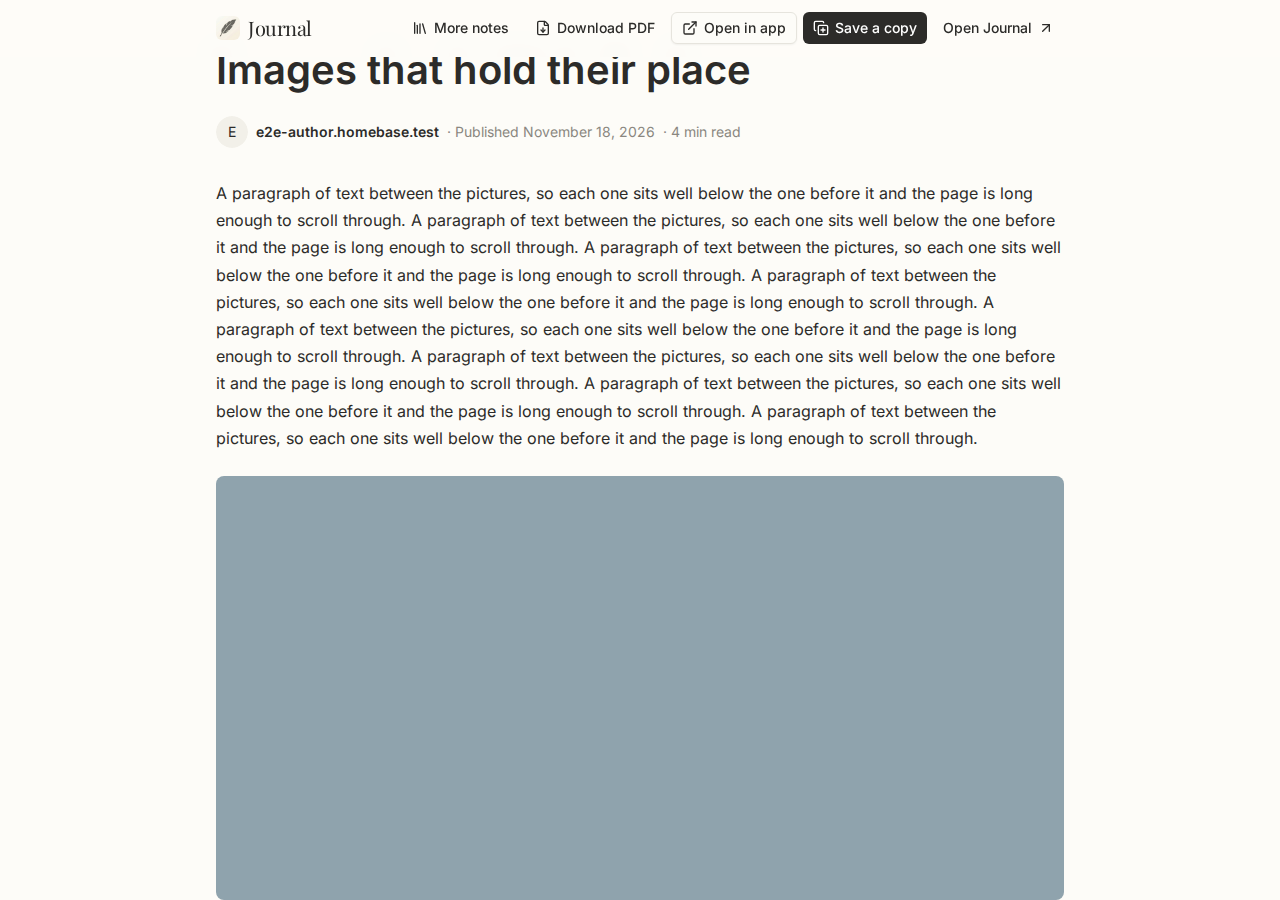 Journal
More notes
Download PDF
Open in app
Save a copy
Open Journal
Images that hold their place
E
e2e-author.homebase.test · Published November 18, 2026 · 4 min read
A paragraph of text between the pictures, so each one sits well below the one before it and the page is long
enough to scroll through. A paragraph of text between the pictures, so each one sits well below the one before
it and the page is long enough to scroll through. A paragraph of text between the pictures, so each one sits well
below the one before it and the page is long enough to scroll through. A paragraph of text between the
pictures, so each one sits well below the one before it and the page is long enough to scroll through. A
paragraph of text between the pictures, so each one sits well below the one before it and the page is long
enough to scroll through. A paragraph of text between the pictures, so each one sits well below the one before
it and the page is long enough to scroll through. A paragraph of text between the pictures, so each one sits well
below the one before it and the page is long enough to scroll through. A paragraph of text between the
pictures, so each one sits well below the one before it and the page is long enough to scroll through.